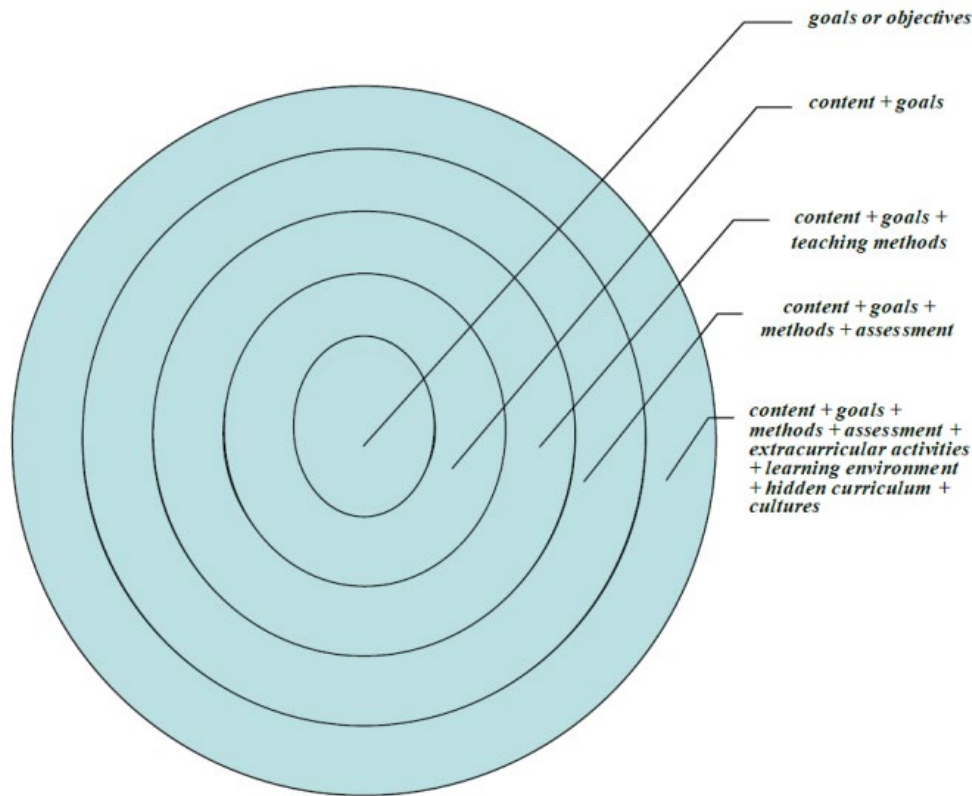 goals or objectives
content + goals
content + goals +
teaching methods
content + goals +
methods + assessment
content + goals +
methods + assessment +
extracurricular activities
+ learning environment
+ hidden curriculum +
cultures